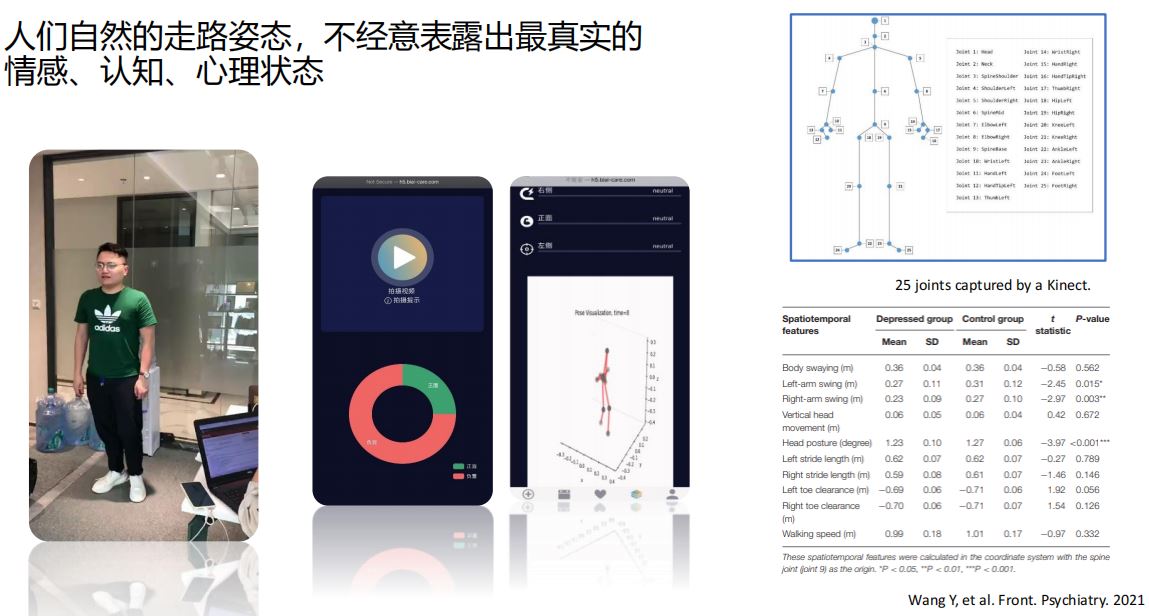 人们自然的走路姿态，不经意表露出最真实的
情感、认知、心理状态
adidas
Not Secure — h5.biai-care.com
拍摄视频
拍摄提示
正面
负面
正面
负面
不安全 — h5.biai-care.com
右侧 neutral
正面 neutral
左侧 neutral
Pose Visualization, time=8
Joint 1: Head Joint 14: WristRight
Joint 2: Neck Joint 15: HandRight
Joint 3: SpineShoulder Joint 16: HandTipRight
Joint 4: ShoulderLeft Joint 17: ThumbRight
Joint 5: ShoulderRight Joint 18: HipLeft
Joint 6: SpineMid Joint 19: HipRight
Joint 7: ElbowLeft Joint 20: KneeLeft
Joint 8: ElbowRight Joint 21: KneeRight
Joint 9: SpineBase Joint 22: AnkleLeft
Joint 10: WristLeft Joint 23: AnkleRight
Joint 11: HandLeft Joint 24: FootLeft
Joint 12: HandTipLeft Joint 25: FootRight
Joint 13: ThumbLeft
25 joints captured by a Kinect.
Spatiotemporal features Depressed group Control group t statistic P-value
Mean SD Mean SD
Body swaying (m) 0.36 0.04 0.36 0.04 −0.58 0.562
Left-arm swing (m) 0.27 0.11 0.31 0.12 −2.45 0.015*
Right-arm swing (m) 0.23 0.09 0.27 0.10 −2.97 0.003**
Vertical head movement (m) 0.06 0.05 0.06 0.04 0.42 0.672
Head posture (degree) 1.23 0.10 1.27 0.06 −3.97 <0.001***
Left stride length (m) 0.62 0.07 0.62 0.07 −0.27 0.789
Right stride length (m) 0.59 0.08 0.61 0.07 −1.46 0.146
Left toe clearance (m) −0.69 0.06 −0.71 0.06 1.92 0.056
Right toe clearance (m) −0.70 0.06 −0.71 0.07 1.54 0.126
Walking speed (m) 0.99 0.18 1.01 0.17 −0.97 0.332
These spatiotemporal features were calculated in the coordinate system with the spine
joint (joint 9) as the origin. *P < 0.05, **P < 0.01, ***P < 0.001.
Wang Y, et al. Front. Psychiatry. 2021